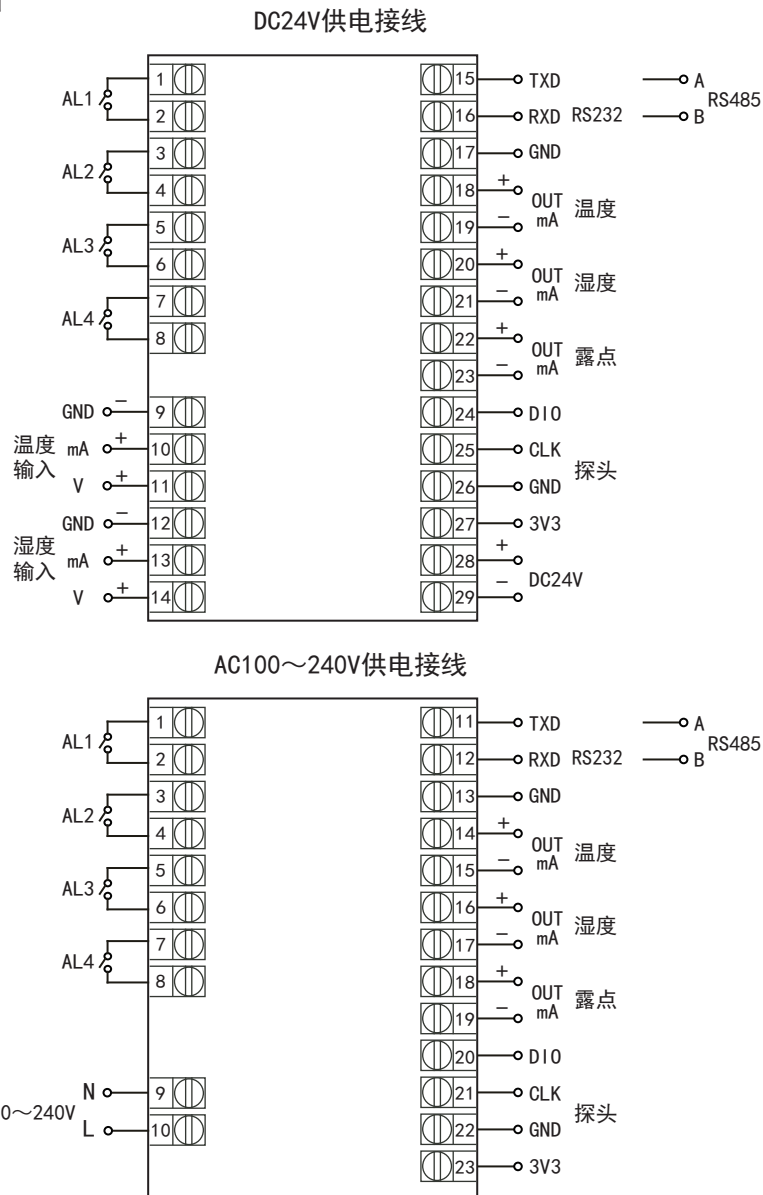 DC24V供电接线
1
2
3
4
5
6
7
8
9
10
11
12
13
14
AL1
AL2
AL3
AL4
GND −
温度输入
mA +
V +
GND −
湿度输入
mA +
V +
15 TXD
16 RXD RS232
17 GND
A
B
RS485
18 +
19 −
OUT mA 温度
20 +
21 −
OUT mA 湿度
22 +
23 −
OUT mA 露点
24 DIO
25 CLK
26 GND
27 3V3
探头
28 +
29 −
DC24V
AC100～240V供电接线
1
2
3
4
5
6
7
8
9
10
AL1
AL2
AL3
AL4
N
0～240V
L
11 TXD
12 RXD RS232
13 GND
A
B
RS485
14 +
15 −
OUT mA 温度
16 +
17 −
OUT mA 湿度
18 +
19 −
OUT mA 露点
20 DIO
21 CLK
22 GND
23 3V3
探头